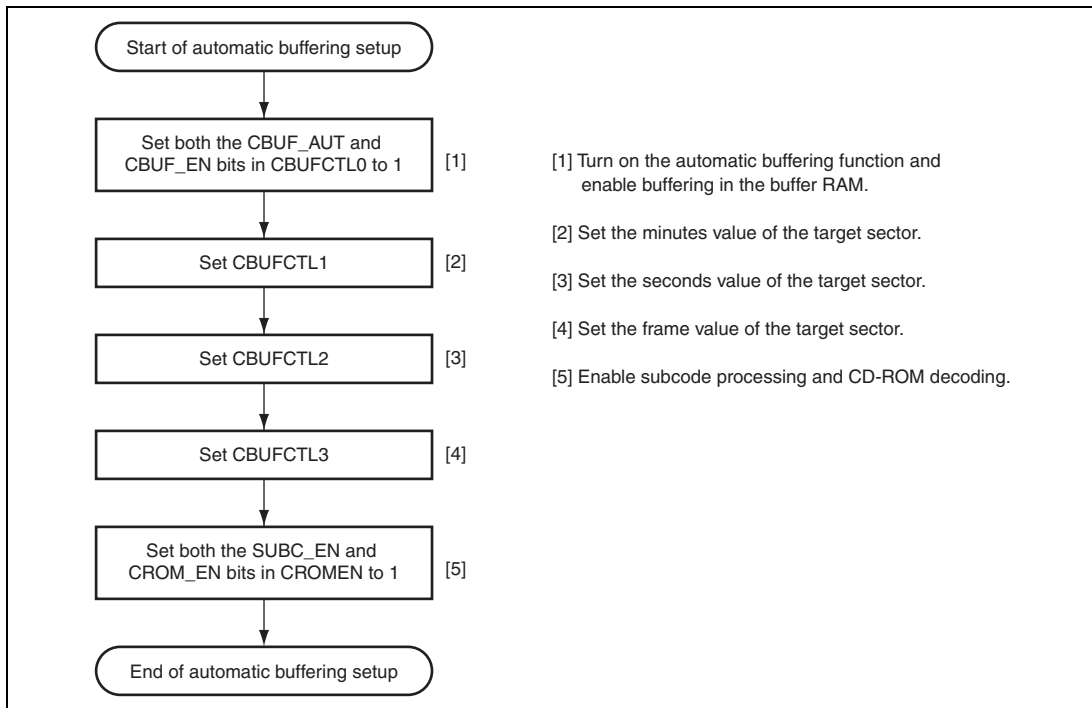 Start of automatic buffering setup
Set both the CBUF_AUT and
CBUF_EN bits in CBUFCTL0 to 1
[1]
Set CBUFCTL1
[2]
Set CBUFCTL2
[3]
Set CBUFCTL3
[4]
Set both the SUBC_EN and
CROM_EN bits in CROMEN to 1
[5]
End of automatic buffering setup
[1] Turn on the automatic buffering function and
enable buffering in the buffer RAM.
[2] Set the minutes value of the target sector.
[3] Set the seconds value of the target sector.
[4] Set the frame value of the target sector.
[5] Enable subcode processing and CD-ROM decoding.